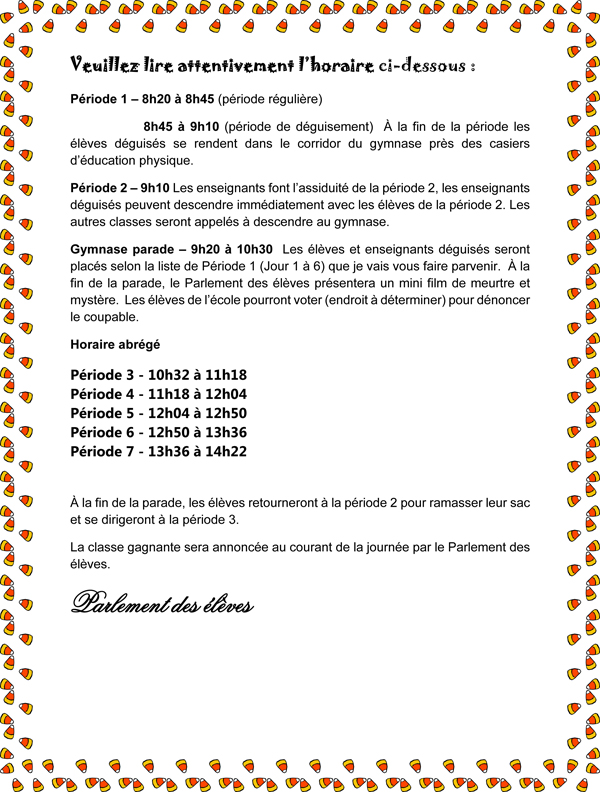 Veuillez lire attentivement l'horaire ci-dessous :
Période 1 – 8h20 à 8h45 (période régulière)
8h45 à 9h10 (période de déguisement)  À la fin de la période les
élèves déguisés se rendent dans le corridor du gymnase près des casiers
d'éducation physique.
Période 2 – 9h10 Les enseignants font l'assiduité de la période 2, les enseignants
déguisés peuvent descendre immédiatement avec les élèves de la période 2. Les
autres classes seront appelés à descendre au gymnase.
Gymnase parade – 9h20 à 10h30  Les élèves et enseignants déguisés seront
placés selon la liste de Période 1 (Jour 1 à 6) que je vais vous faire parvenir.  À la
fin de la parade, le Parlement des élèves présentera un mini film de meurtre et
mystère.  Les élèves de l'école pourront voter (endroit à déterminer) pour dénoncer
le coupable.
Horaire abrégé
Période 3 - 10h32 à 11h18
Période 4 - 11h18 à 12h04
Période 5 - 12h04 à 12h50
Période 6 - 12h50 à 13h36
Période 7 - 13h36 à 14h22
À la fin de la parade, les élèves retourneront à la période 2 pour ramasser leur sac
et se dirigeront à la période 3.
La classe gagnante sera annoncée au courant de la journée par le Parlement des
élèves.
Parlement des élèves